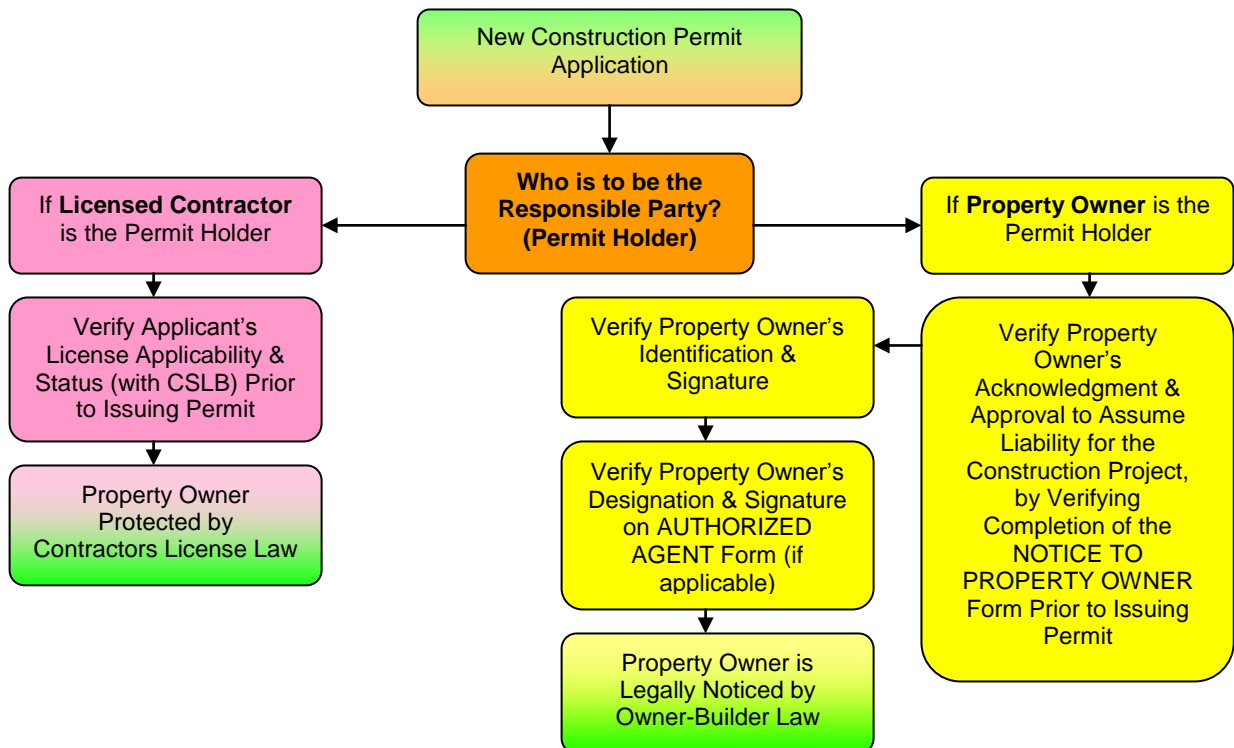 New Construction Permit
Application
Who is to be the
Responsible Party?
(Permit Holder)
If Licensed Contractor
is the Permit Holder
If Property Owner is the
Permit Holder
Verify Applicant’s
License Applicability &
Status (with CSLB) Prior
to Issuing Permit
Property Owner
Protected by
Contractors License Law
Verify Property Owner’s
Identification &
Signature
Verify Property Owner’s
Designation & Signature
on AUTHORIZED
AGENT Form (if
applicable)
Property Owner is
Legally Noticed by
Owner-Builder Law
Verify Property
Owner’s
Acknowledgment &
Approval to Assume
Liability for the
Construction Project,
by Verifying
Completion of the
NOTICE TO
PROPERTY OWNER
Form Prior to Issuing
Permit